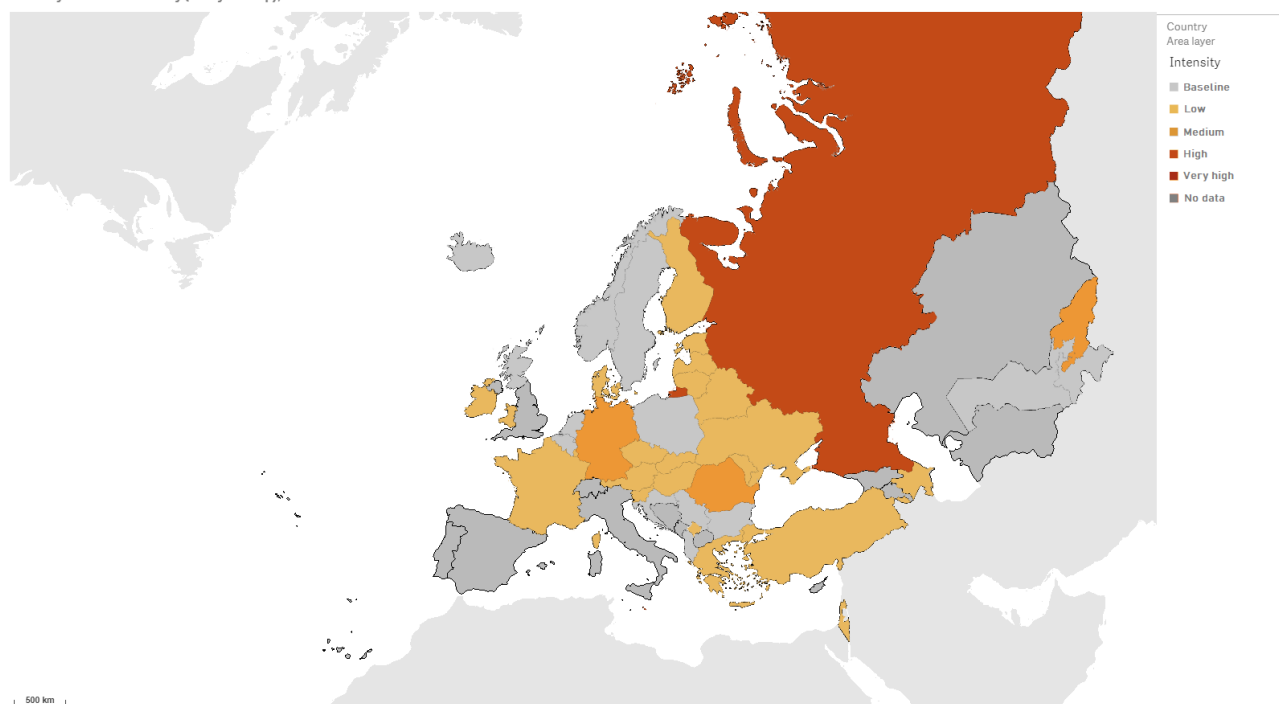 Country
Area layer
Intensity
Baseline
Low
Medium
High
Very high
No data
500 km